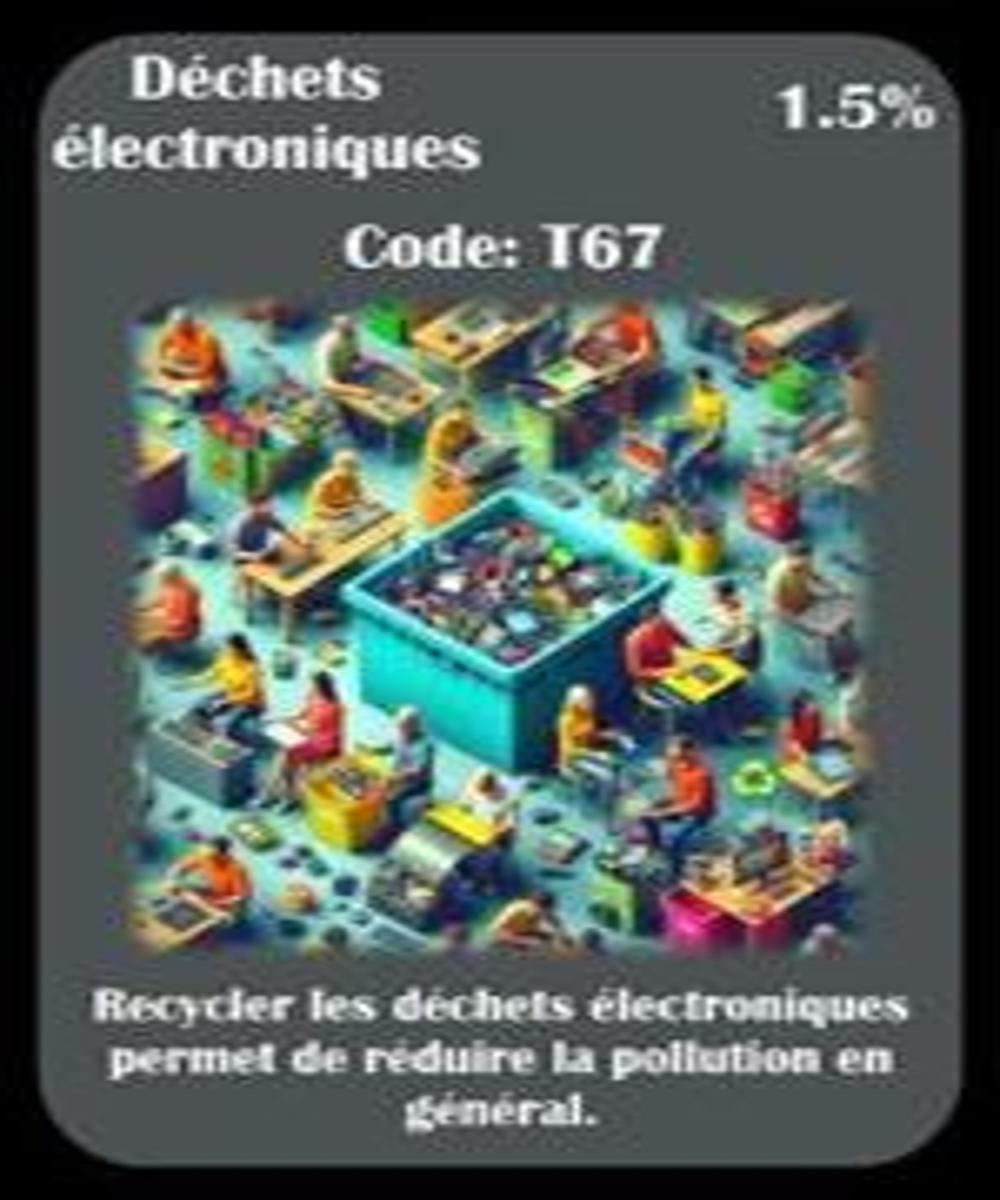 Déchets
électroniques
1.5%
Code: T67
Recycler les déchets électroniques
permet de réduire la pollution en
général.